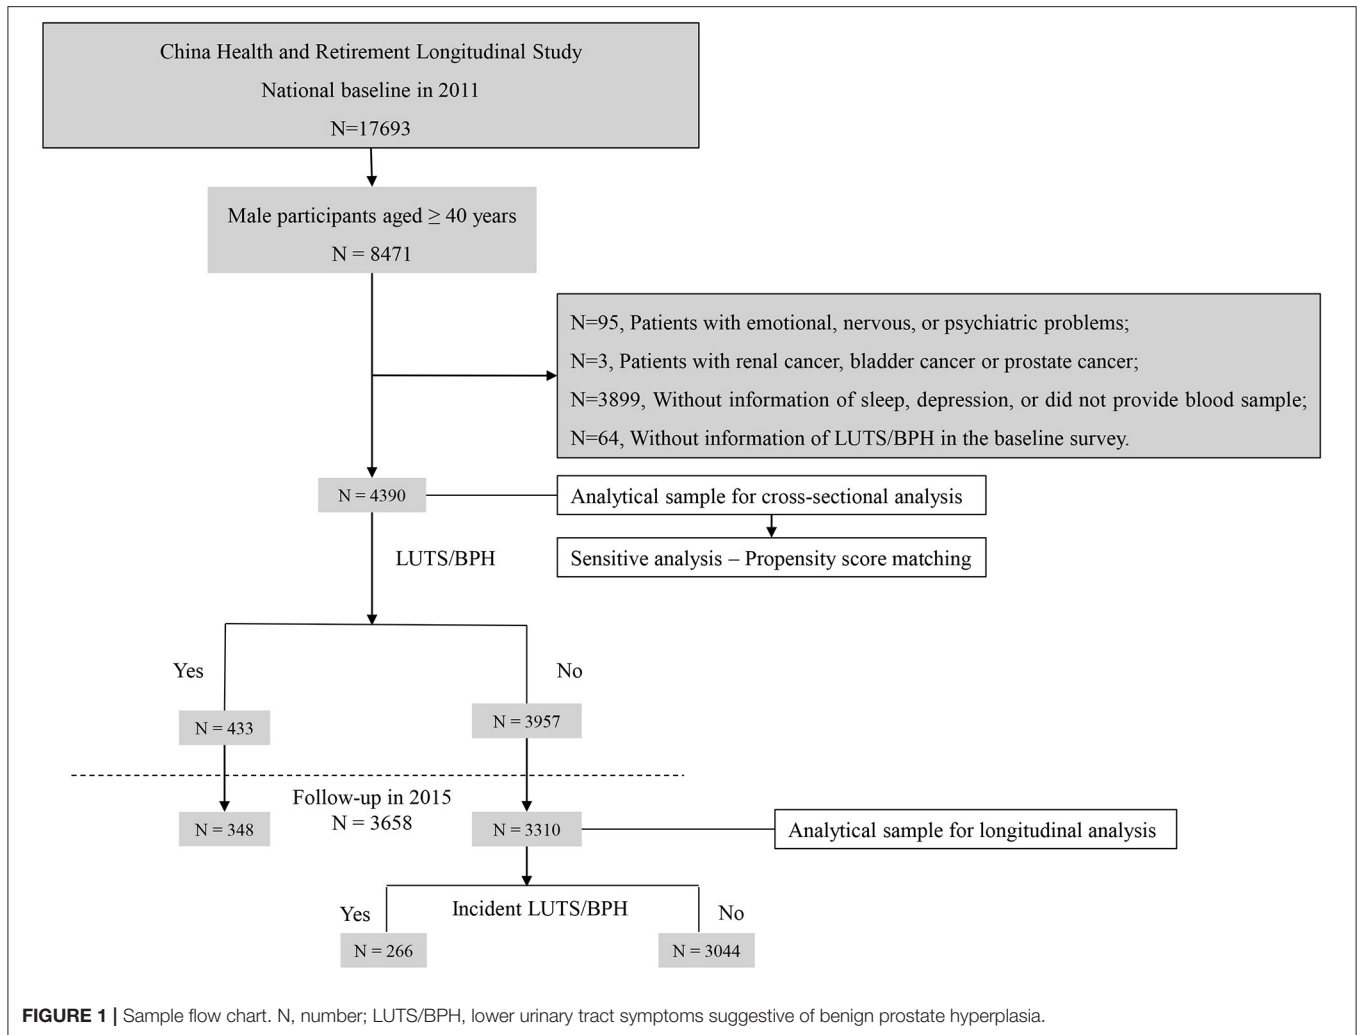 China Health and Retirement Longitudinal Study
National baseline in 2011
N=17693
Male participants aged ≥ 40 years
N = 8471
N=95, Patients with emotional, nervous, or psychiatric problems;
N=3, Patients with renal cancer, bladder cancer or prostate cancer;
N=3899, Without information of sleep, depression, or did not provide blood sample;
N=64, Without information of LUTS/BPH in the baseline survey.
N = 4390
Analytical sample for cross-sectional analysis
Sensitive analysis – Propensity score matching
LUTS/BPH
Yes
No
N = 433
N = 3957
Follow-up in 2015
N = 3658
N = 348
N = 3310
Analytical sample for longitudinal analysis
Incident LUTS/BPH
Yes
No
N = 266
N = 3044
FIGURE 1 | Sample flow chart. N, number; LUTS/BPH, lower urinary tract symptoms suggestive of benign prostate hyperplasia.